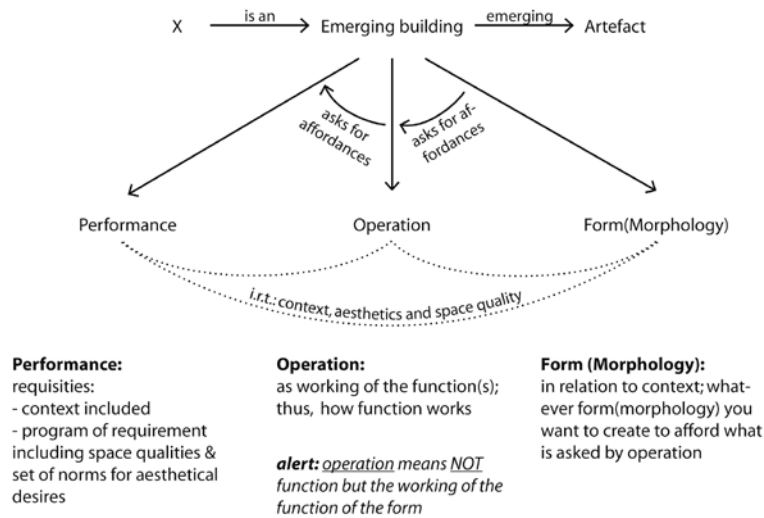 X is an Emerging building emerging Artefact
asks for
affordances
asks for af-
fordances
Performance Operation Form(Morphology)
i.r.t.: context, aesthetics and space quality
Performance:
requisities:
- context included
- program of requirement
including space qualities &
set of norms for aesthetical
desires
Operation:
as working of the function(s);
thus, how function works
alert: operation means NOT
function but the working of the
function of the form
Form (Morphology):
in relation to context; what-
ever form(morphology) you
want to create to afford what
is asked by operation